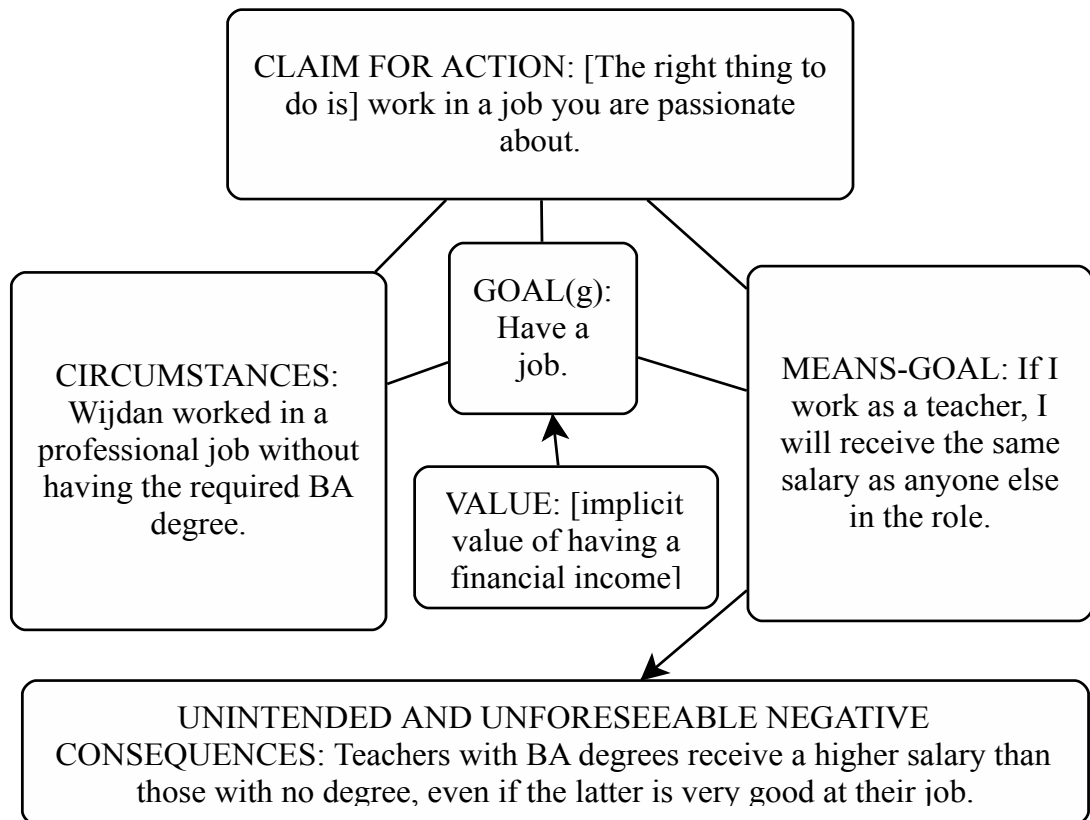 CLAIM FOR ACTION: [The right thing to
do is] work in a job you are passionate
about.
GOAL(g):
Have a
job.
CIRCUMSTANCES:
Wijdan worked in a
professional job without
having the required BA
degree.
MEANS-GOAL: If I
work as a teacher, I
will receive the same
salary as anyone else
in the role.
VALUE: [implicit
value of having a
financial income]
UNINTENDED AND UNFORESEEABLE NEGATIVE
CONSEQUENCES: Teachers with BA degrees receive a higher salary than
those with no degree, even if the latter is very good at their job.